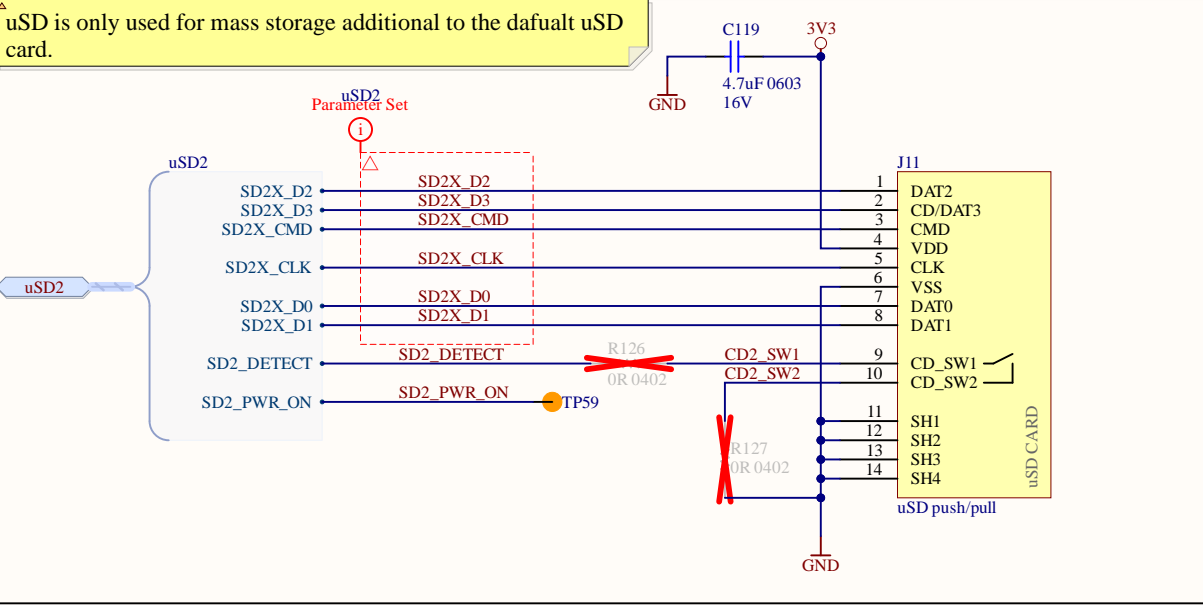 uSD is only used for mass storage additional to the dafualt uSD
card.
C119
3V3
4.7uF 0603
16V
GND
uSD2
Parameter Set
i
uSD2
J11
SD2X_D2 SD2X_D2 1 DAT2
SD2X_D3 SD2X_D3 2 CD/DAT3
SD2X_CMD SD2X_CMD 3 CMD
4 VDD
SD2X_CLK SD2X_CLK 5 CLK
uSD2
6 VSS
SD2X_D0 SD2X_D0 7 DAT0
SD2X_D1 SD2X_D1 8 DAT1
R126
SD2_DETECT SD2_DETECT CD2_SW1 9 CD_SW1
0R 0402
CD2_SW2 10 CD_SW2
SD2_PWR_ON SD2_PWR_ON TP59
11 SH1
12 SH2
R127
13 SH3
0R 0402
14 SH4
uSD CARD
uSD push/pull
GND